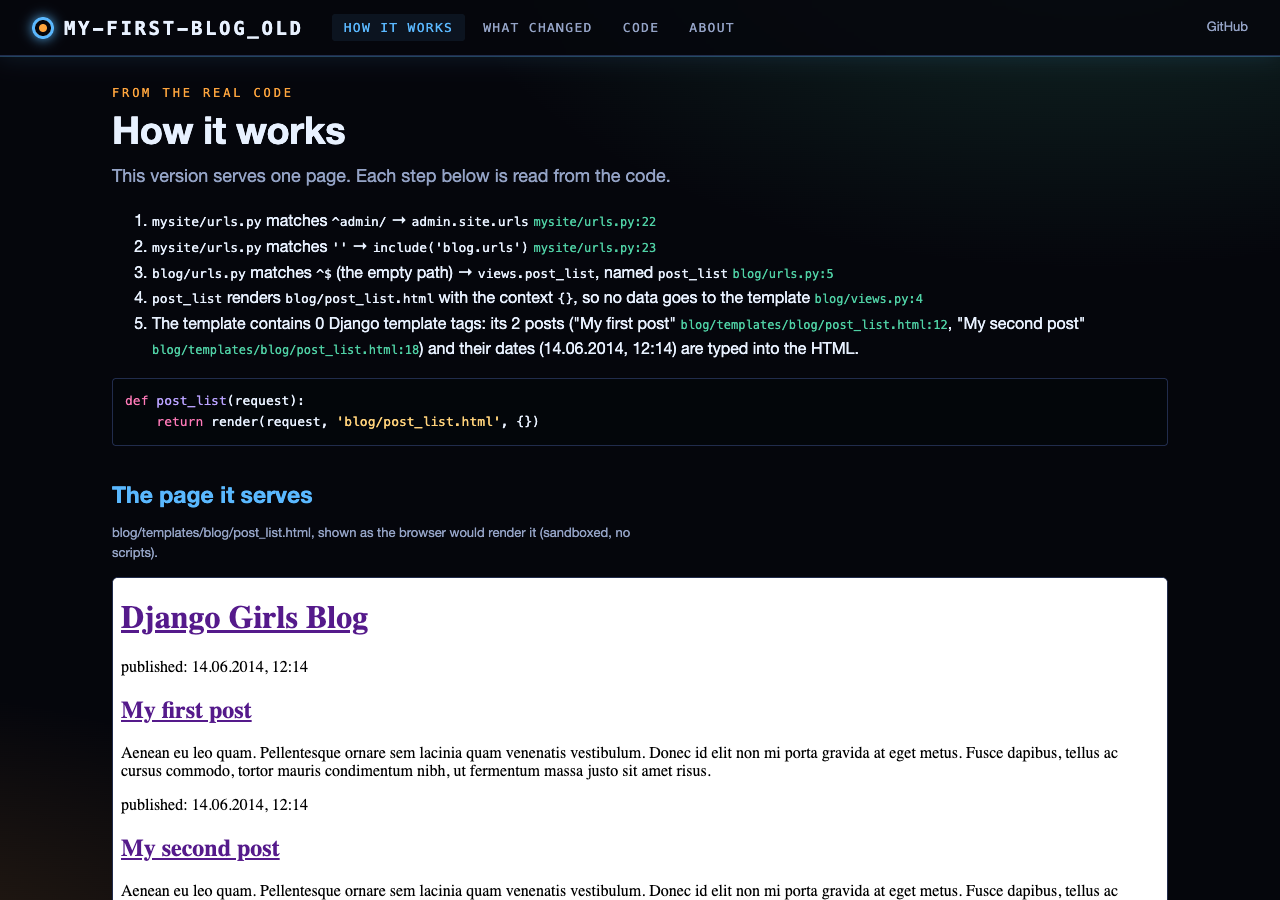 MY-FIRST-BLOG_OLD
HOW IT WORKS
WHAT CHANGED
CODE
ABOUT
GitHub
FROM THE REAL CODE
How it works
This version serves one page. Each step below is read from the code.
1. mysite/urls.py matches ^admin/ → admin.site.urls mysite/urls.py:22
2. mysite/urls.py matches '' → include('blog.urls') mysite/urls.py:23
3. blog/urls.py matches ^$ (the empty path) → views.post_list, named post_list blog/urls.py:5
4. post_list renders blog/post_list.html with the context {}, so no data goes to the template blog/views.py:4
5. The template contains 0 Django template tags: its 2 posts ("My first post" blog/templates/blog/post_list.html:12, "My second post"
blog/templates/blog/post_list.html:18) and their dates (14.06.2014, 12:14) are typed into the HTML.
def post_list(request):
    return render(request, 'blog/post_list.html', {})
The page it serves
blog/templates/blog/post_list.html, shown as the browser would render it (sandboxed, no
scripts).
Django Girls Blog
published: 14.06.2014, 12:14
My first post
Aenean eu leo quam. Pellentesque ornare sem lacinia quam venenatis vestibulum. Donec id elit non mi porta gravida at eget metus. Fusce dapibus, tellus ac
cursus commodo, tortor mauris condimentum nibh, ut fermentum massa justo sit amet risus.
published: 14.06.2014, 12:14
My second post
Aenean eu leo quam. Pellentesque ornare sem lacinia quam venenatis vestibulum. Donec id elit non mi porta gravida at eget metus. Fusce dapibus, tellus ac